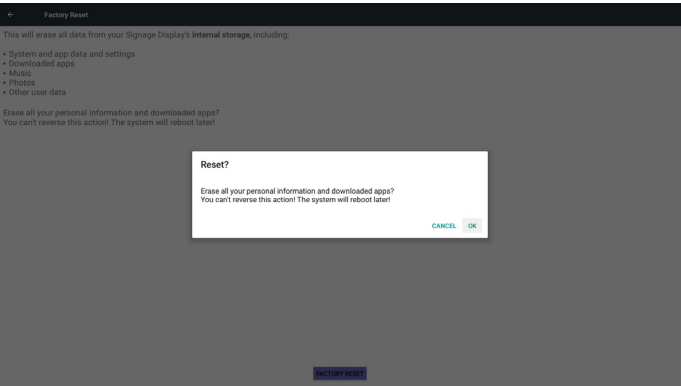 Factory Reset
This will erase all data from your Signage Display's internal storage, including:
• System and app data and settings
• Downloaded apps
• Music
• Photos
• Other user data
Erase all your personal information and downloaded apps?
You can't reverse this action! The system will reboot later!
Reset?
Erase all your personal information and downloaded apps?
You can't reverse this action! The system will reboot later!
CANCEL OK
FACTORY RESET